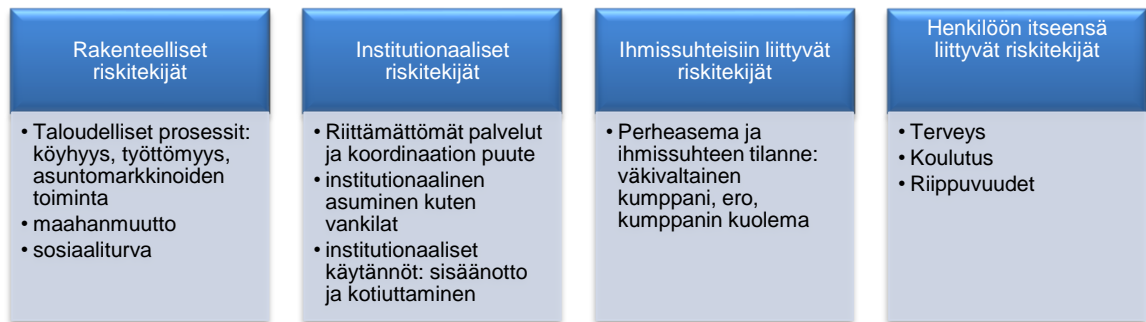 Rakenteelliset
riskitekijät
• Taloudelliset prosessit:
köyhyys, työttömyys,
asuntomarkkinoiden
toiminta
• maahanmuutto
• sosiaaliturva
Institutionaaliset
riskitekijät
• Riittämättömät palvelut
ja koordinaation puute
• institutionaalinen
asuminen kuten
vankilat
• institutionaaliset
käytännöt: sisäänotto
ja kotiuttaminen
Ihmissuhteisiin liittyvät
riskitekijät
• Perheasema ja
ihmissuhteen tilanne:
väkivaltainen
kumppani, ero,
kumppanin kuolema
Henkilöön itseensä
liittyvät riskitekijät
• Terveys
• Koulutus
• Riippuvuudet